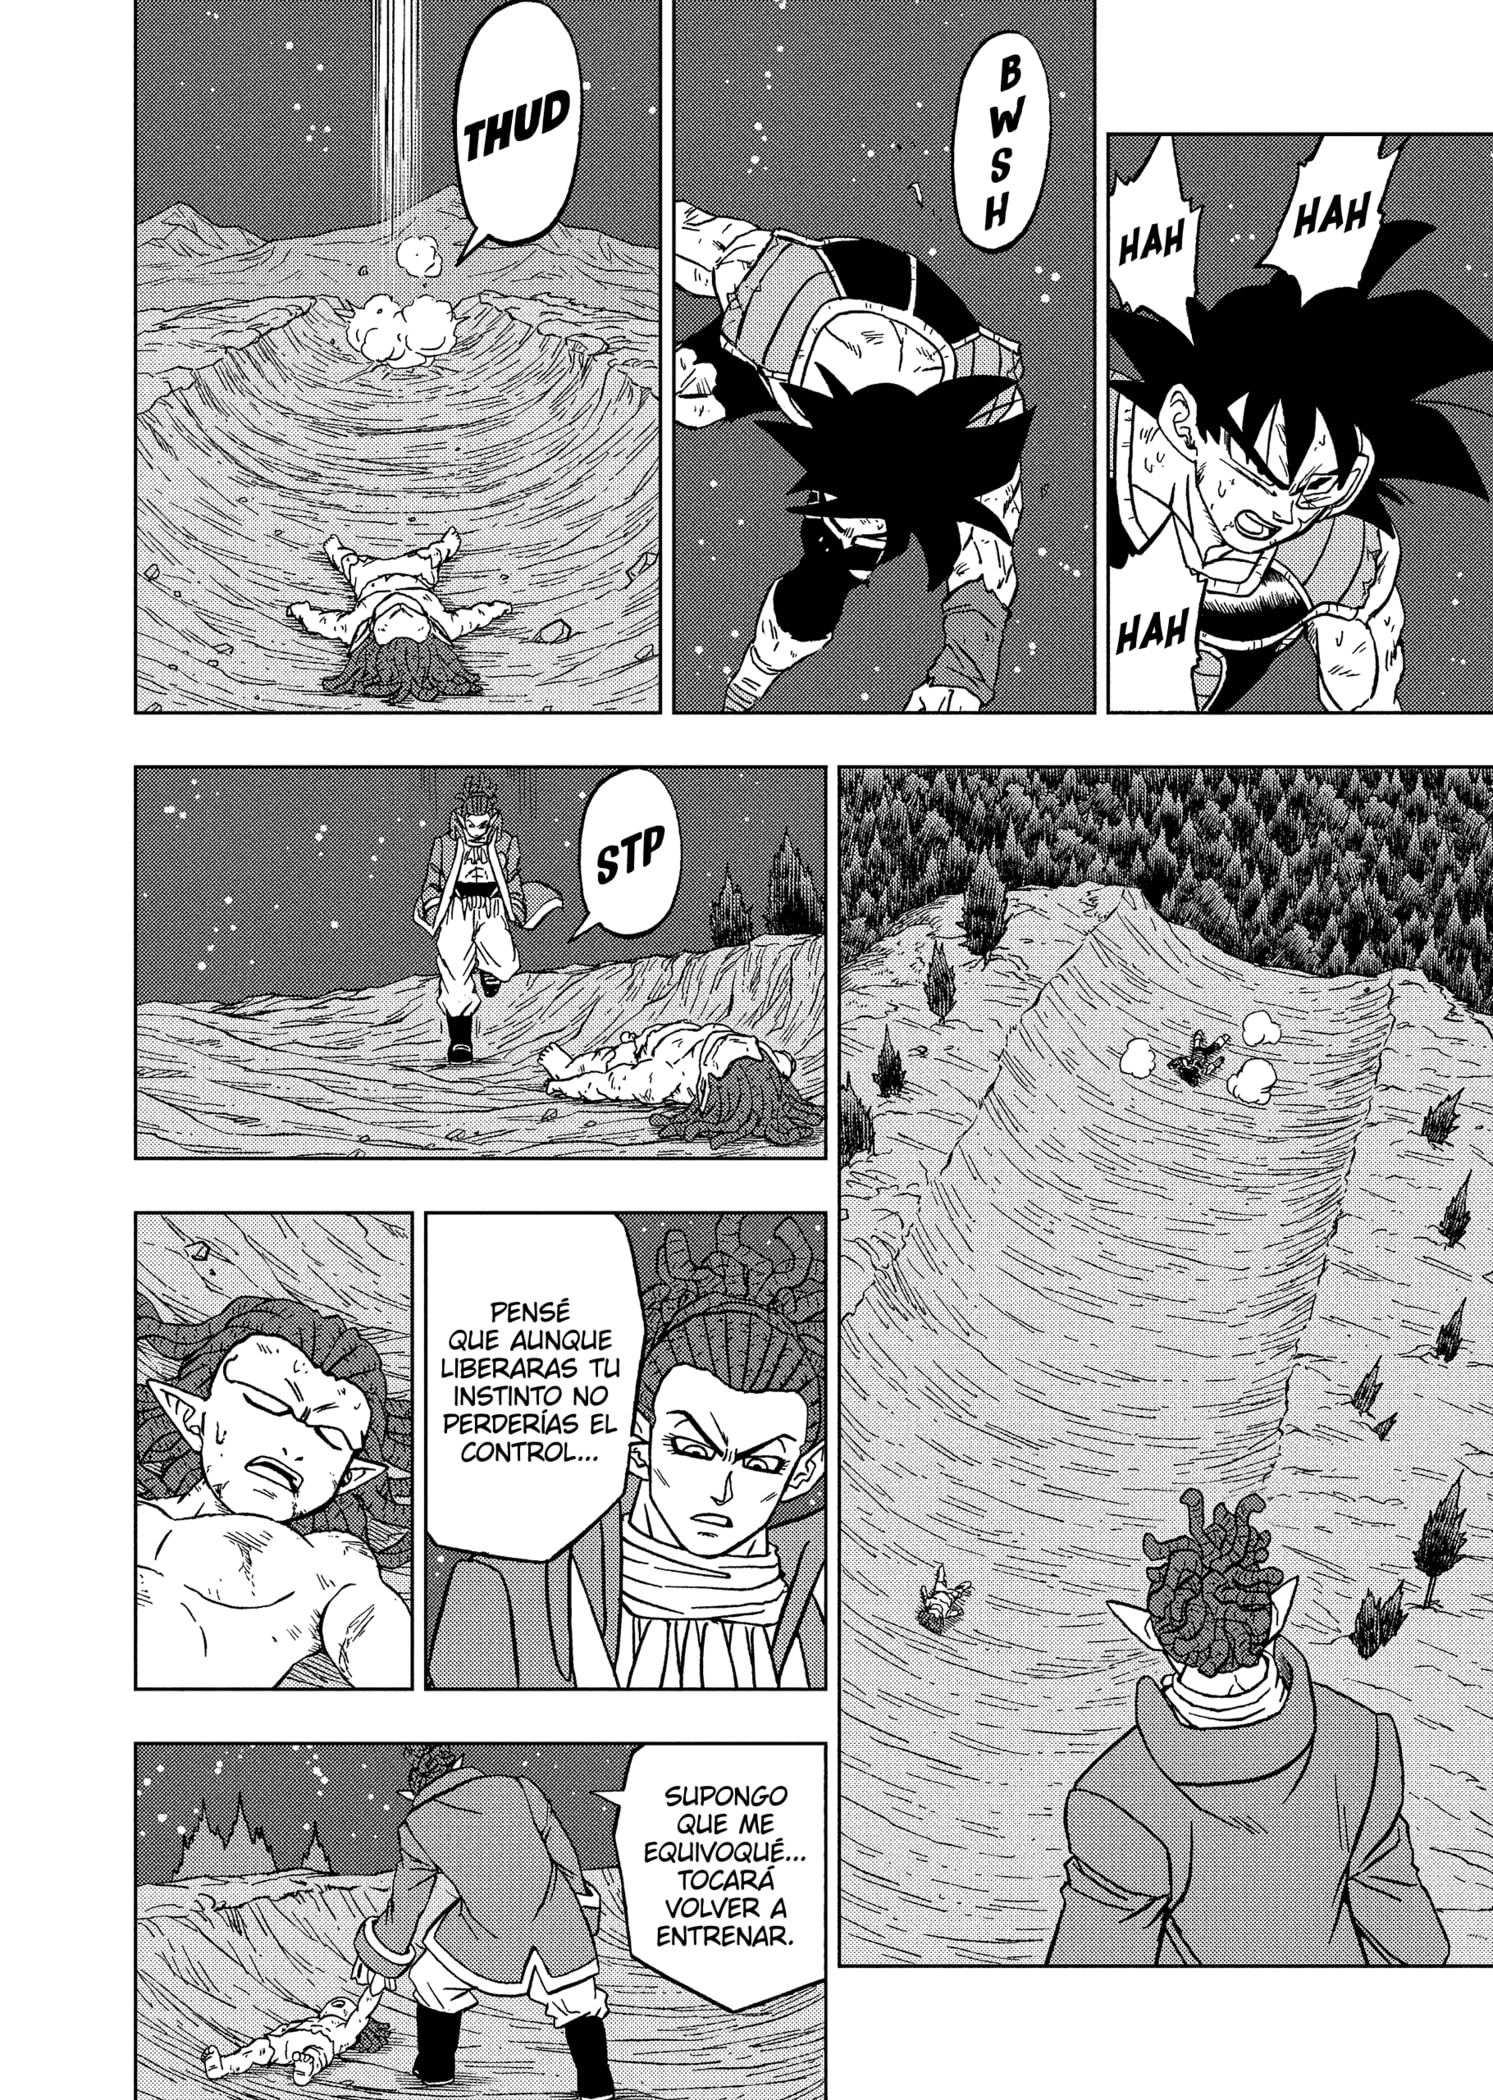 HAH
HAH
HAH
BWSH
THUD
STP
PENSÉ
QUE AUNQUE
LIBERARAS TU
INSTINTO NO
PERDERÍAS EL
CONTROL...
SUPONGO
QUE ME
EQUIVOQUÉ...
TOCARÁ
VOLVER A
ENTRENAR.